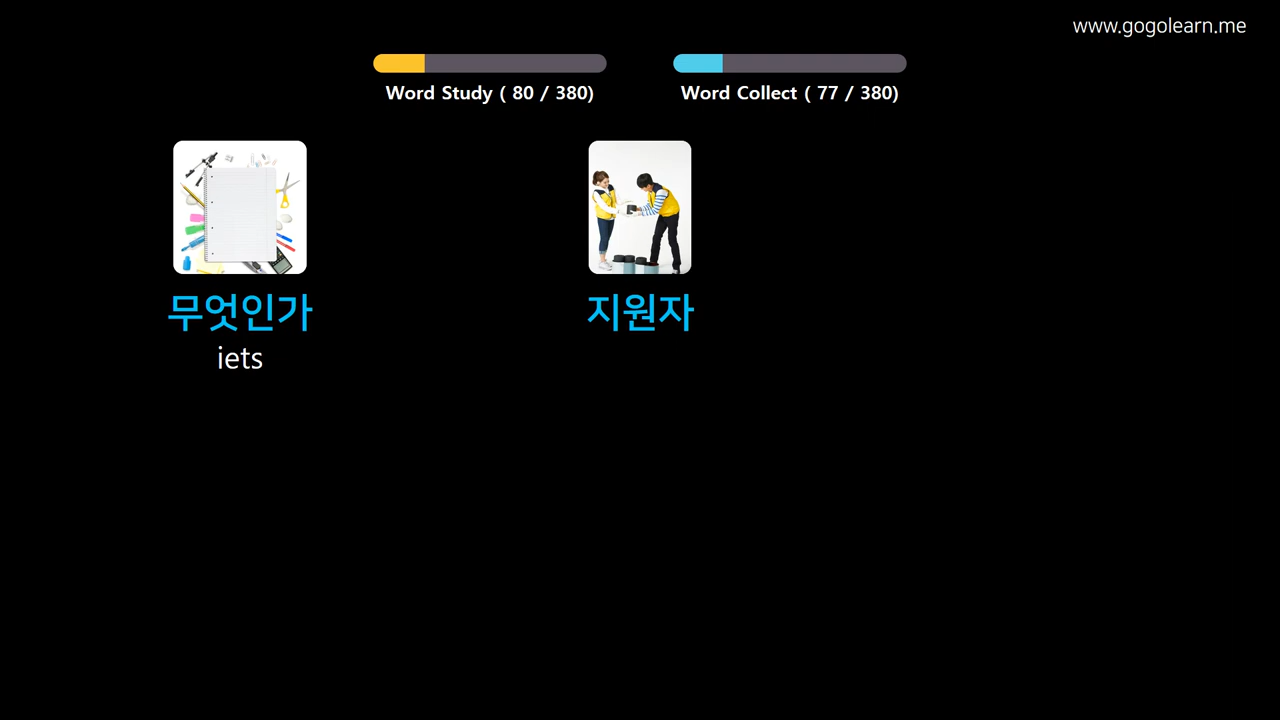 www.gogolearn.me
Word Study ( 80 / 380)
Word Collect ( 77 / 380)
무엇인가
iets
지원자